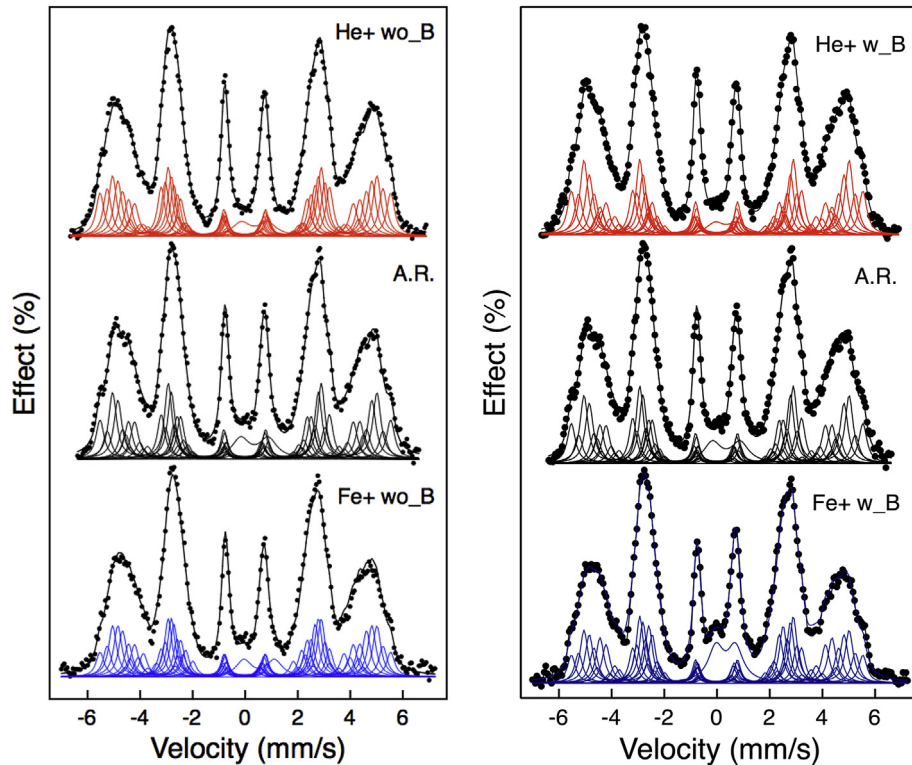 He+ wo_B
A.R.
Fe+ wo_B
Effect (%)
-6 -4 -2 0 2 4 6
Velocity (mm/s)
He+ w_B
A.R.
Fe+ w_B
Effect (%)
-6 -4 -2 0 2 4 6
Velocity (mm/s)